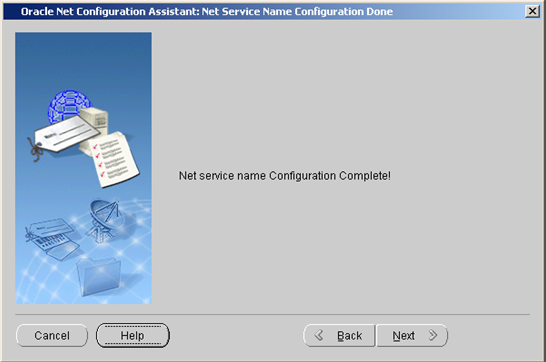 Oracle Net Configuration Assistant: Net Service Name Configuration Done
Net service name Configuration Complete!
Cancel
Help
Back
Next